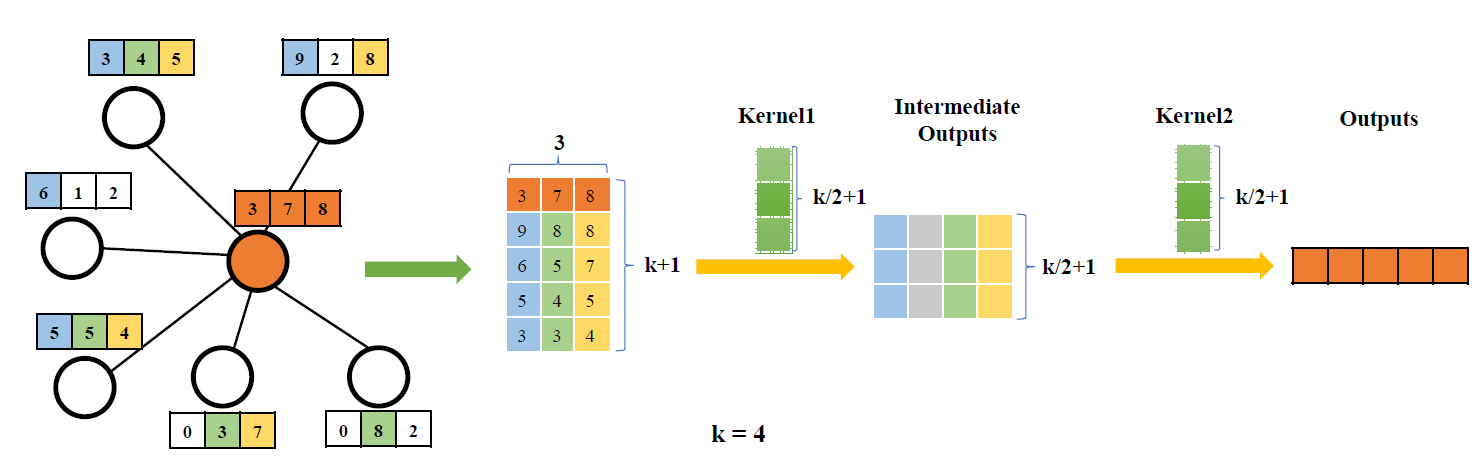 3 4 5
9 2 8
6 1 2
3 7 8
5 5 4
0 3 7
0 8 2
3
3 7 8
9 8 8
6 5 7
5 4 5
3 3 4
k+1
Kernel1
k/2+1
Intermediate
Outputs
k/2+1
Kernel2
k/2+1
Outputs
k = 4